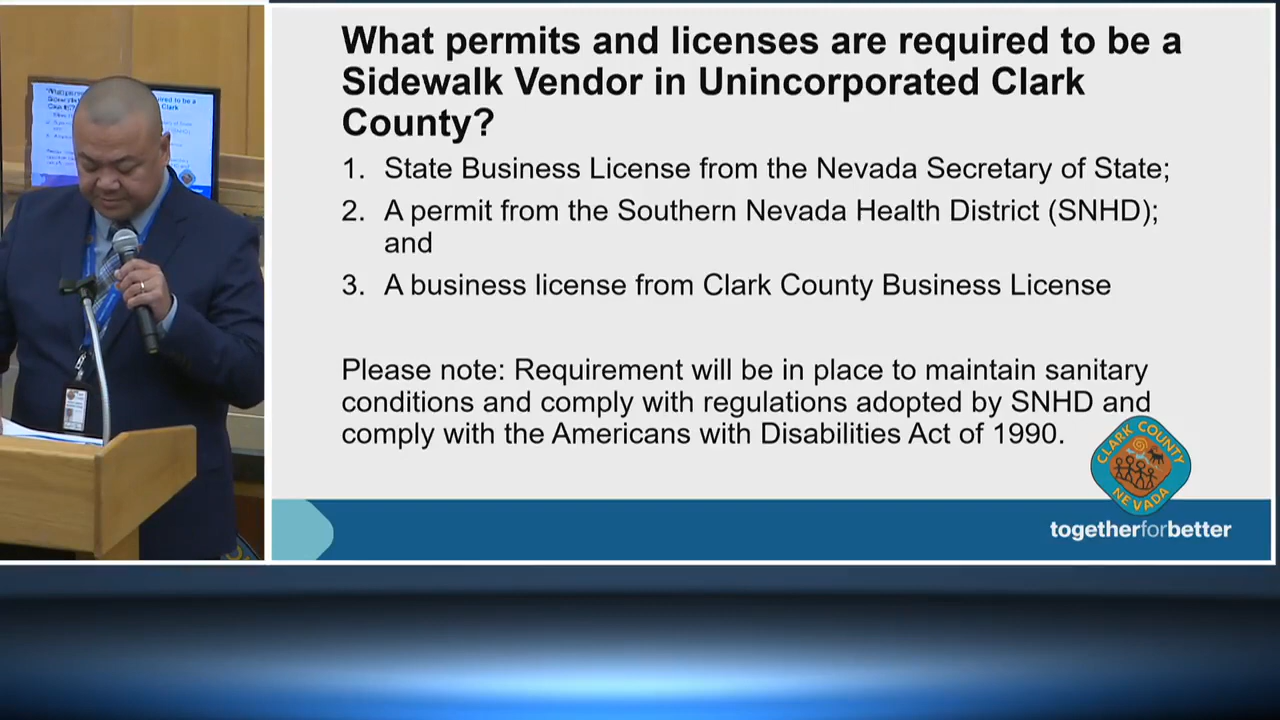 What permits and licenses are required to be a
Sidewalk Vendor in Unincorporated Clark
County?
1. State Business License from the Nevada Secretary of State;
2. A permit from the Southern Nevada Health District (SNHD);
and
3. A business license from Clark County Business License
Please note: Requirement will be in place to maintain sanitary
conditions and comply with regulations adopted by SNHD and
comply with the Americans with Disabilities Act of 1990.
CLARK COUNTY
NEVADA
togetherforbetter